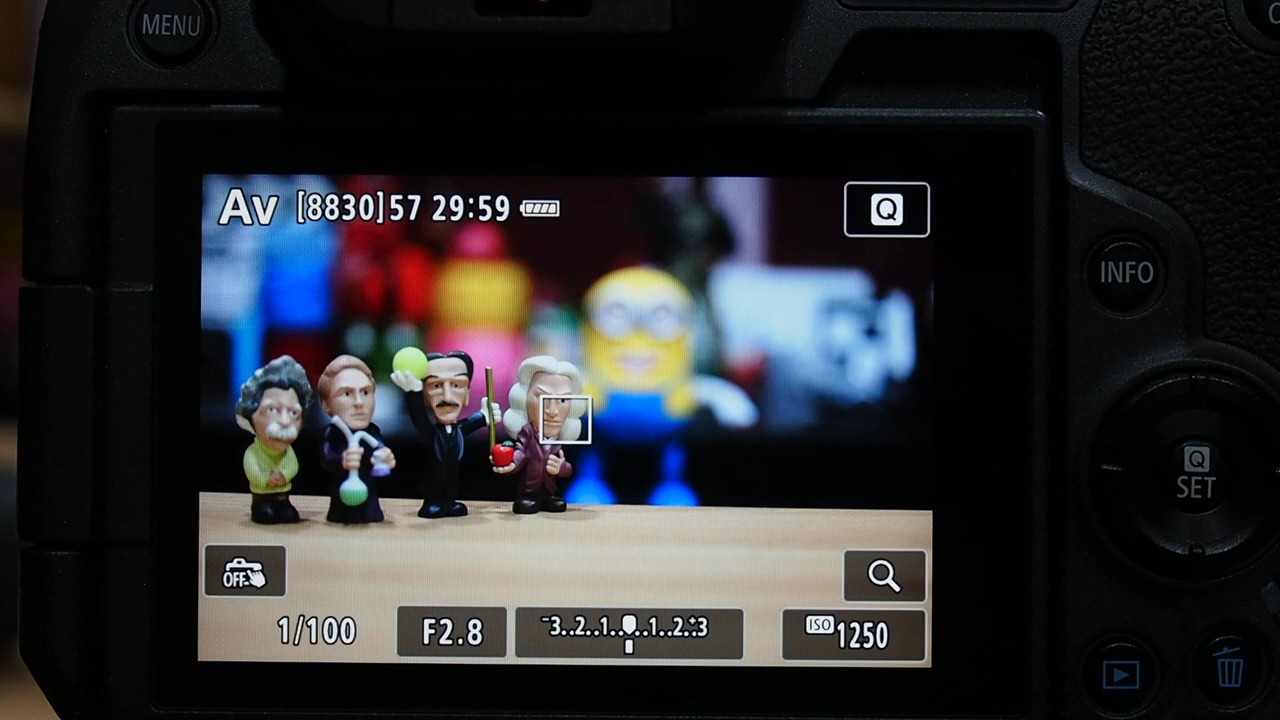 MENU
Av [8830]57 29:59
Q
INFO
Q
SET
OFF
1/100
F2.8
-3..2..1..0..1..2..+3
ISO 1250